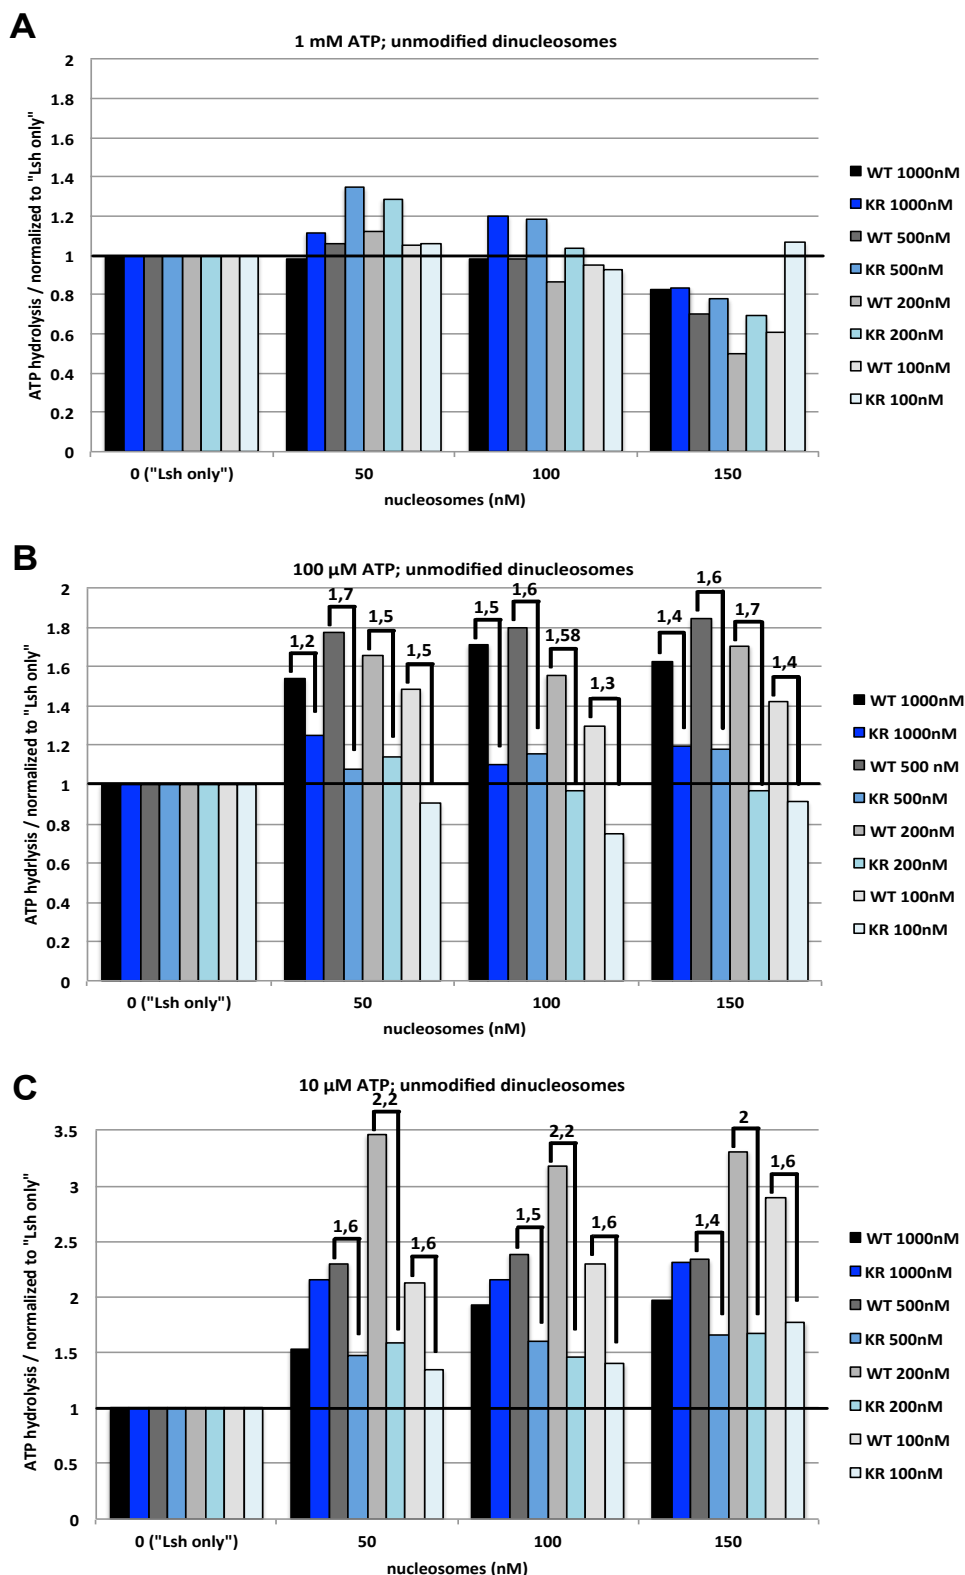 A
1 mM ATP; unmodified dinucleosomes
ATP hydrolysis / normalized to "Lsh only"
2
1.8
1.6
1.4
1.2
1
0.8
0.6
0.4
0.2
0
0 ("Lsh only")
50
100
150
nucleosomes (nM)
WT 1000nM
KR 1000nM
WT 500nM
KR 500nM
WT 200nM
KR 200nM
WT 100nM
KR 100nM
B
100 µM ATP; unmodified dinucleosomes
ATP hydrlysis / normalized to "Lsh only"
2
1.8
1.6
1.4
1.2
1
0.8
0.6
0.4
0.2
0
1,2
1,7
1,5
1,5
1,5
1,6
1,58
1,3
1,4
1,6
1,7
1,4
0 ("Lsh only")
50
100
150
nucleosomes (nM)
WT 1000nM
KR 1000nM
WT 500 nM
KR 500nM
WT 200nM
KR 200nM
WT 100nM
KR 100nM
C
10 µM ATP; unmodified dinucleosomes
ATP hydrolysis / normalized to "Lsh only"
3.5
3
2.5
2
1.5
1
0.5
0
1,6
2,2
1,6
1,5
2,2
1,6
1,4
2
1,6
0 ("Lsh only")
50
100
150
nucleosomes (nM)
WT 1000nM
KR 1000nM
WT 500nM
KR 500nM
WT 200nM
KR 200nM
WT 100nM
KR 100nM